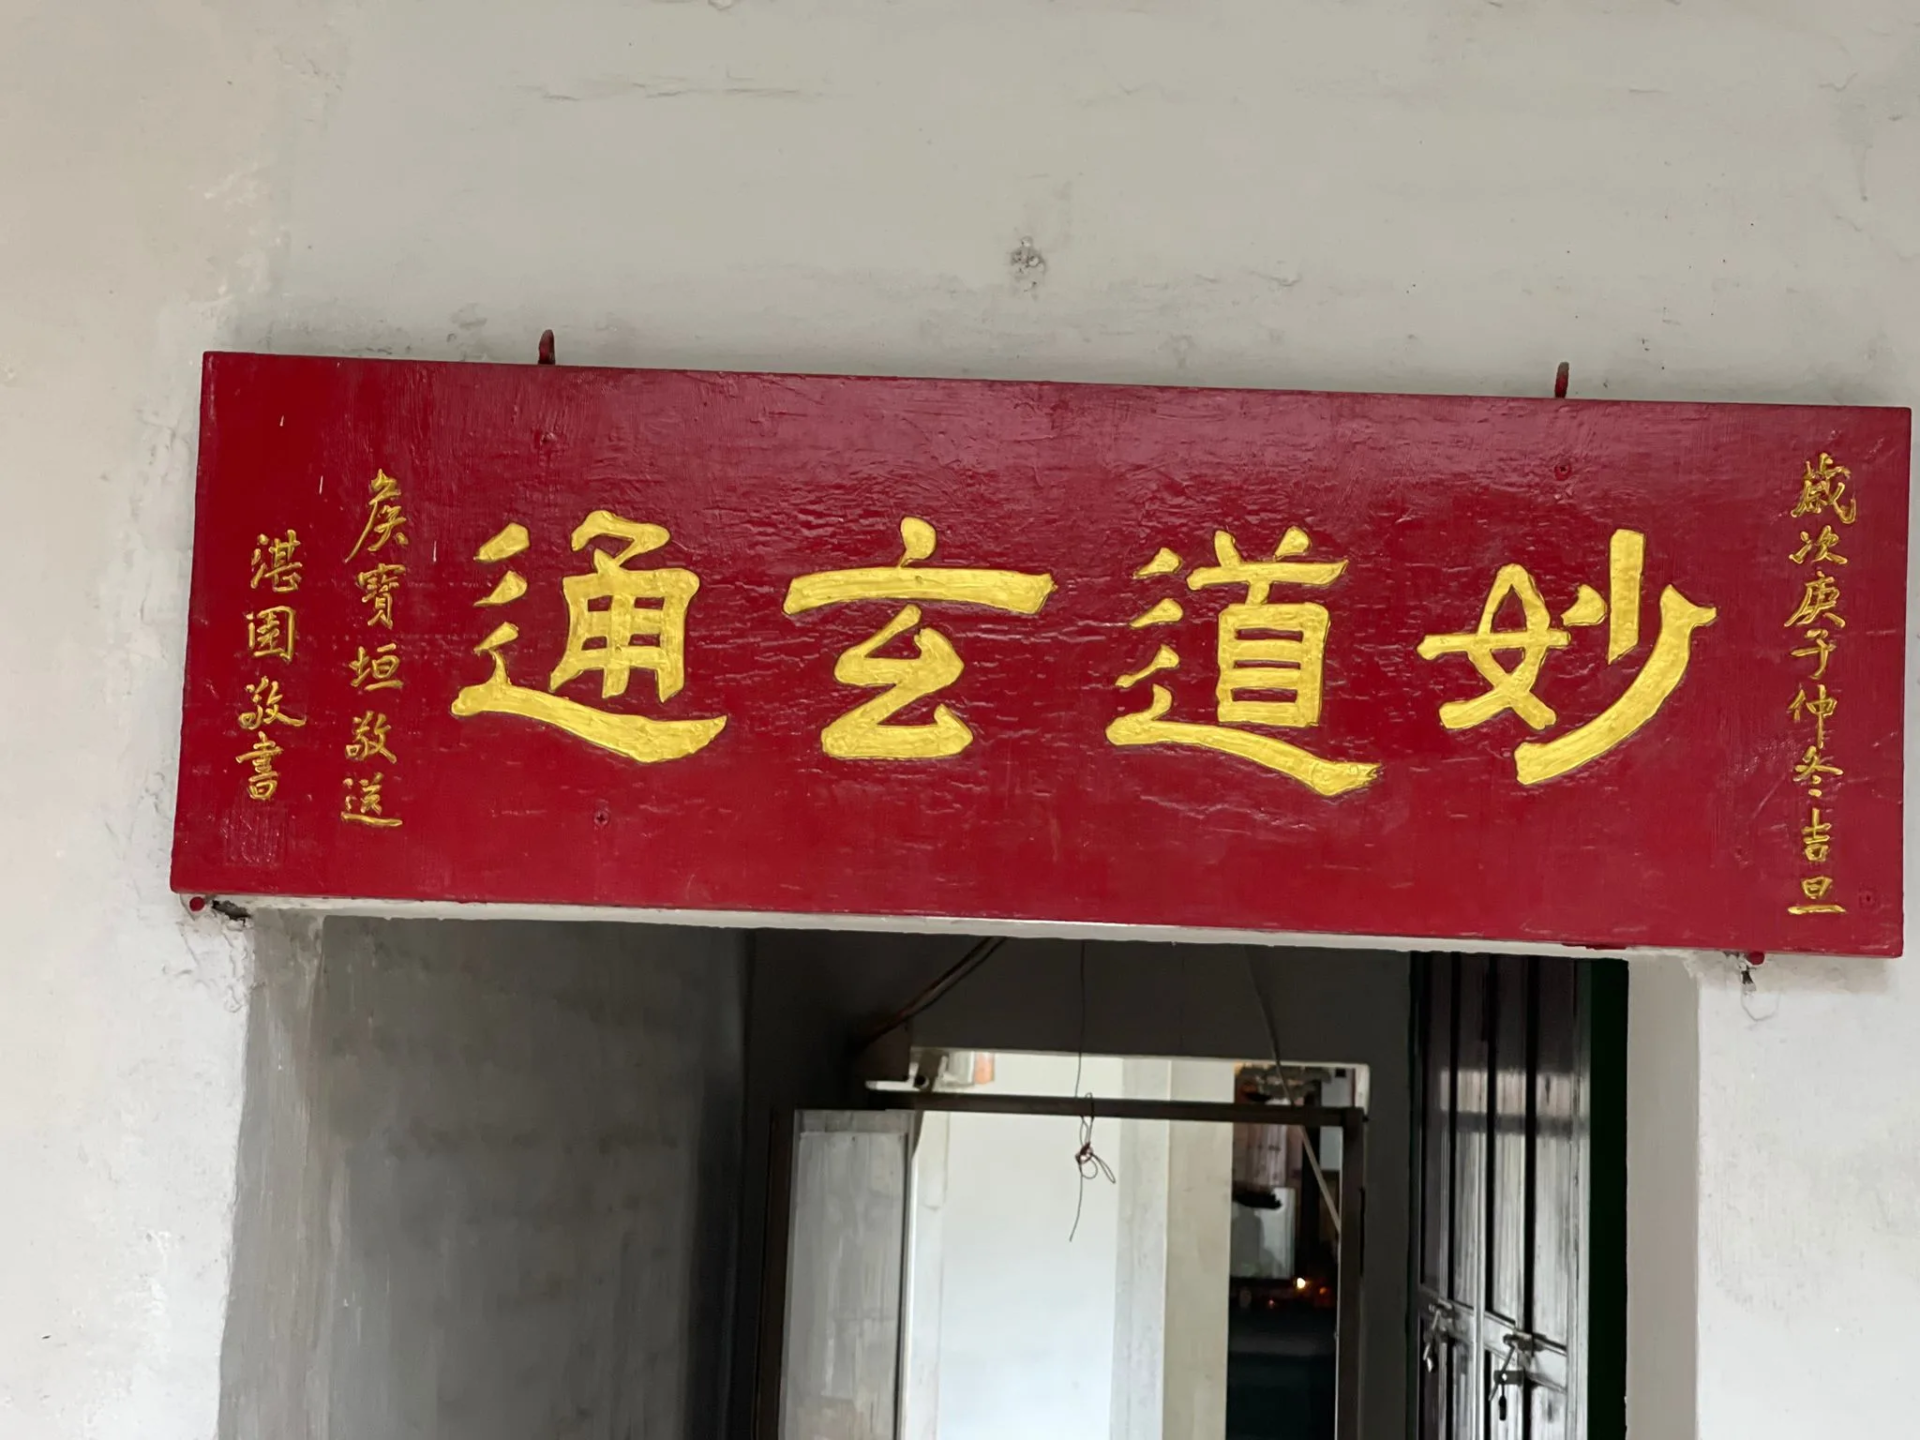 歲次庚子仲冬吉旦
妙道玄通
侯寶垣敬送
湛園敬書